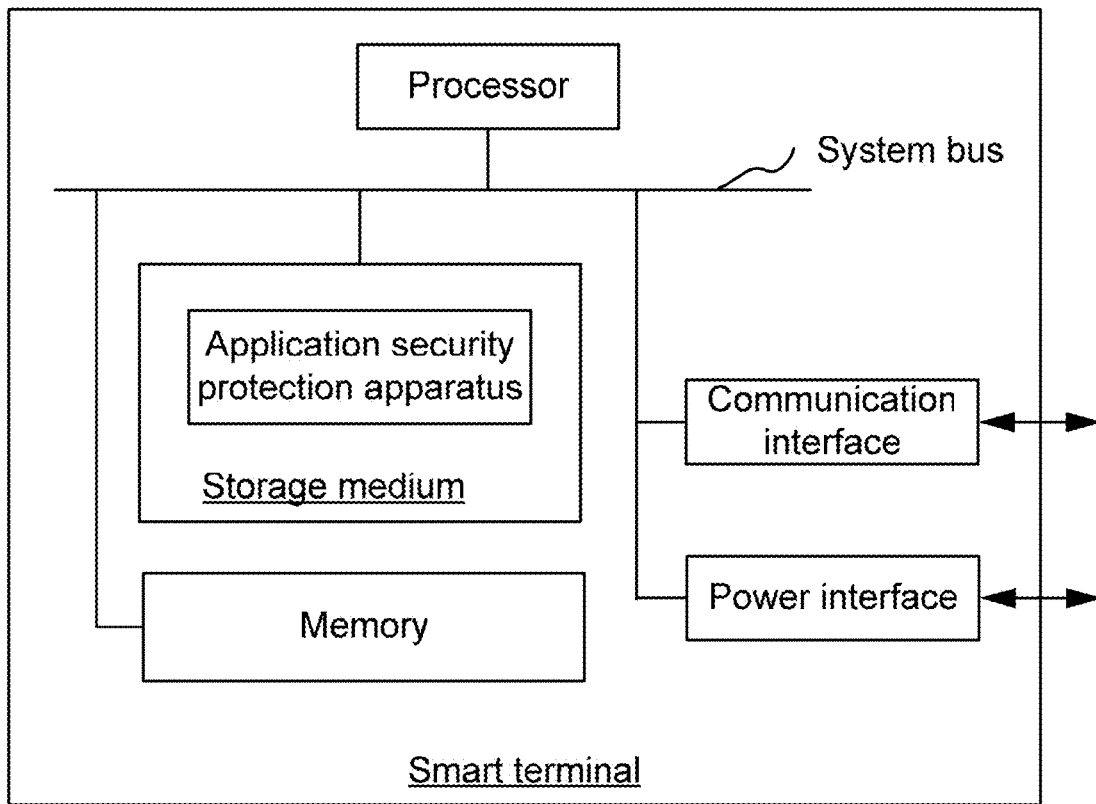 Processor
System bus
Application security
protection apparatus
Storage medium
Communication
interface
Memory
Power interface
Smart terminal